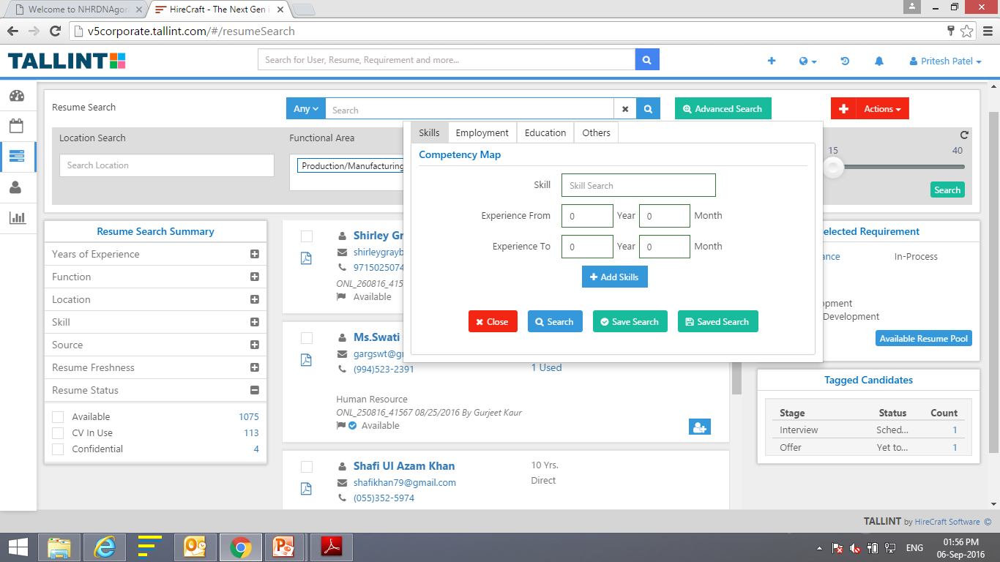 Welcome to NHRDNAgor
HireCraft - The Next Gen i
v5corporate.tallint.com/#/resumeSearch
TALLINT
Search for User, Resume, Requirement and more...
Pritesh Patel
Resume Search
Any
Search
Advanced Search
Actions
Location Search
Functional Area
Search Location
Production/Manufacturing
15
40
Search
Skills
Employment
Education
Others
Competency Map
Skill
Skill Search
Experience From
0
Year
0
Month
Experience To
0
Year
0
Month
Add Skills
Close
Search
Save Search
Saved Search
Resume Search Summary
Years of Experience
Function
Location
Skill
Source
Resume Freshness
Resume Status
Available 1075
CV In Use 113
Confidential 4
Shirley Gr
shirleygrayb
9715025074
ONL_260816_415
Available
Ms.Swati
gargswt@gr
(994)523-2391
1 Used
Human Resource
ONL_250816_41567 08/25/2016 By Gurjeet Kaur
Available
Shafi Ul Azam Khan
10 Yrs.
shafikhan79@gmail.com
Direct
(055)352-5974
elected Requirement
ance
In-Process
opment
Development
Available Resume Pool
Tagged Candidates
Stage Status Count
Interview Sched... 1
Offer Yet to... 1
TALLINT by HireCraft Software ©
ENG
01:56 PM
06-Sep-2016